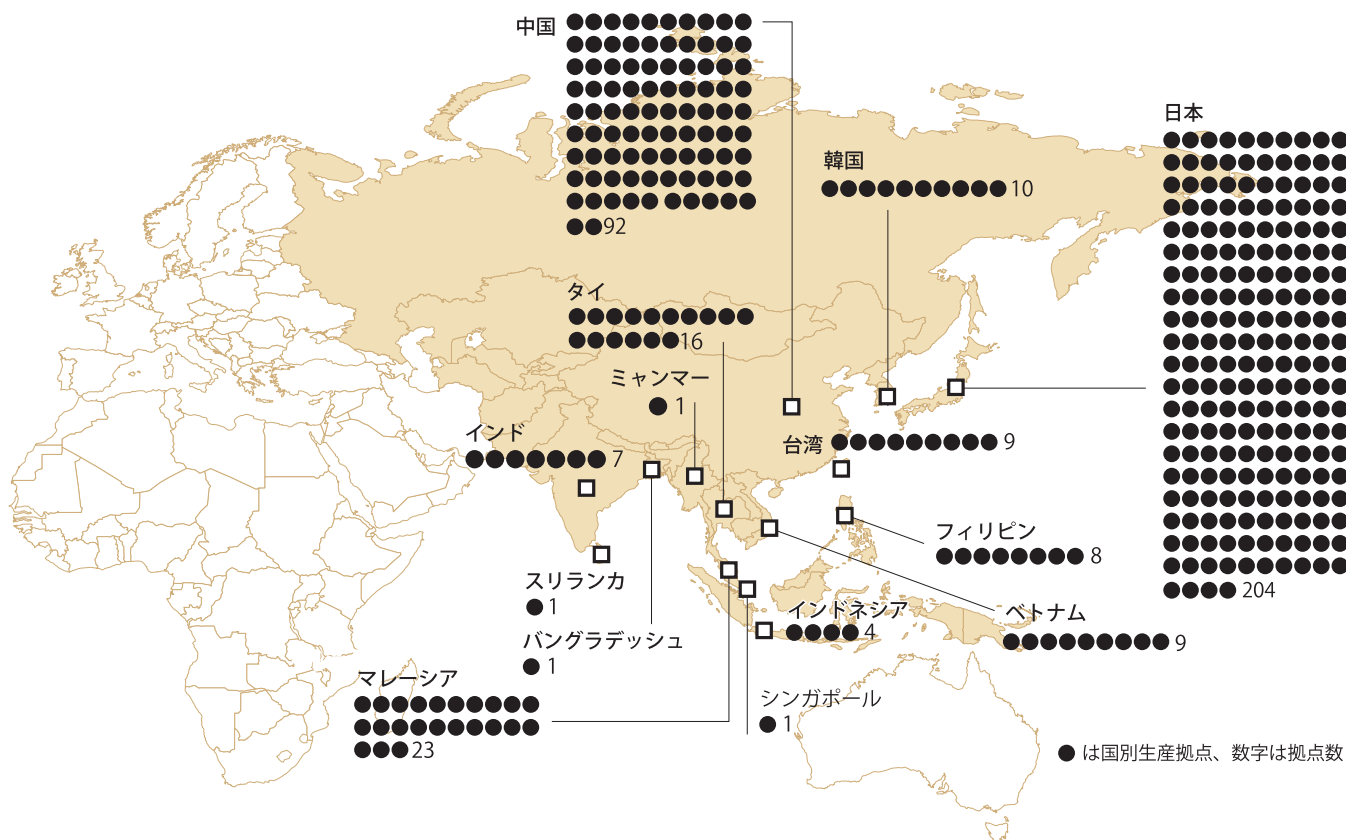 中国
92
日本
204
韓国
10
タイ
16
ミャンマー
1
インド
7
台湾
9
フィリピン
8
スリランカ
1
バングラデッシュ
1
インドネシア
4
ベトナム
9
マレーシア
23
シンガポール
1
●は国別生産拠点、数字は拠点数